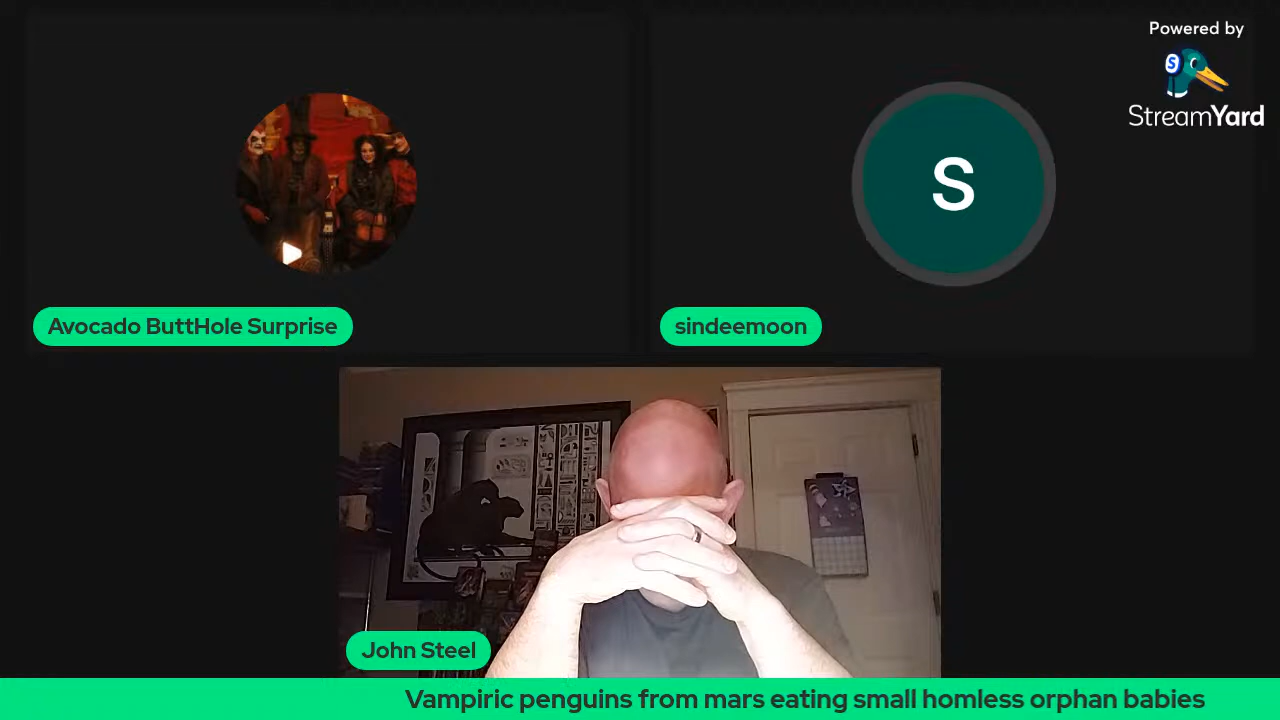 Powered by
S
StreamYard
S
Avocado ButtHole Surprise
sindeemoon
John Steel
Vampiric penguins from mars eating small homless orphan babies